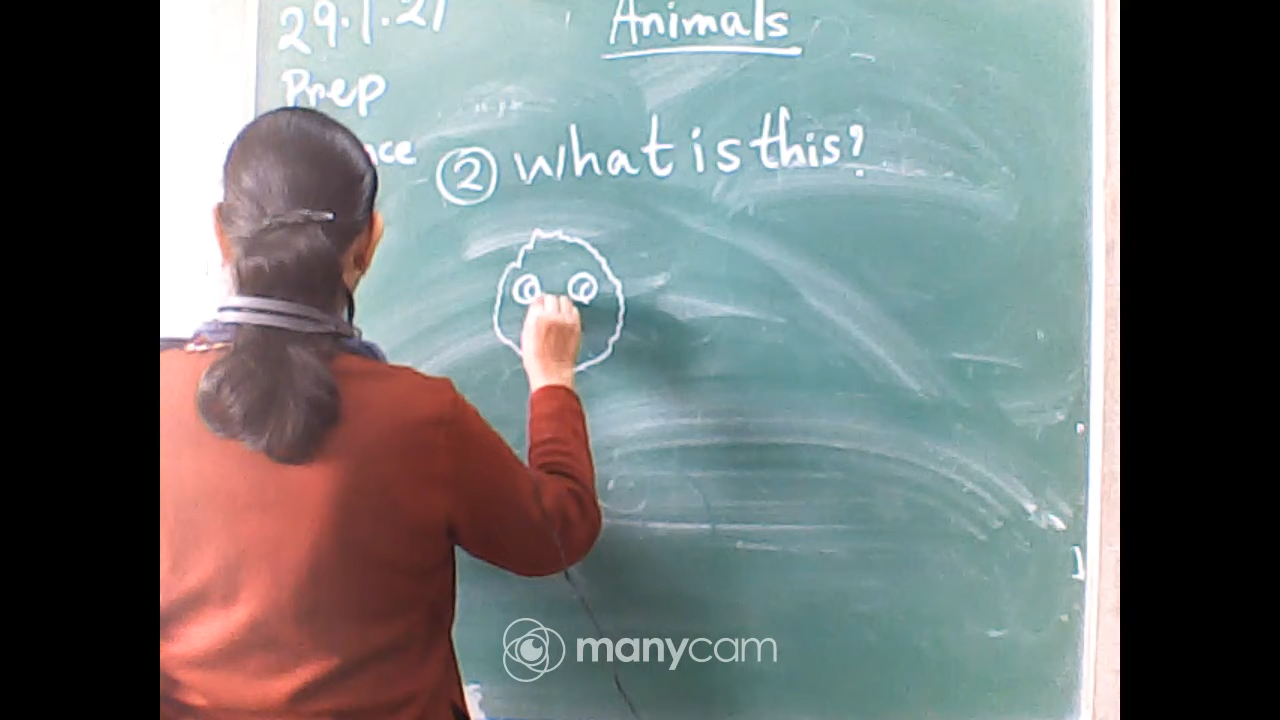 29.1.21
Animals
Prep
② What is this?
manycam